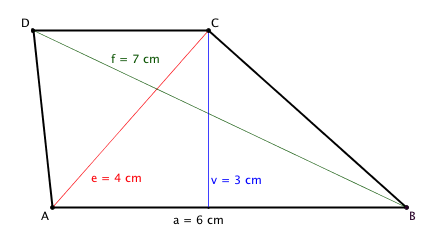 D
C
f = 7 cm
e = 4 cm
v = 3 cm
A
B
a = 6 cm